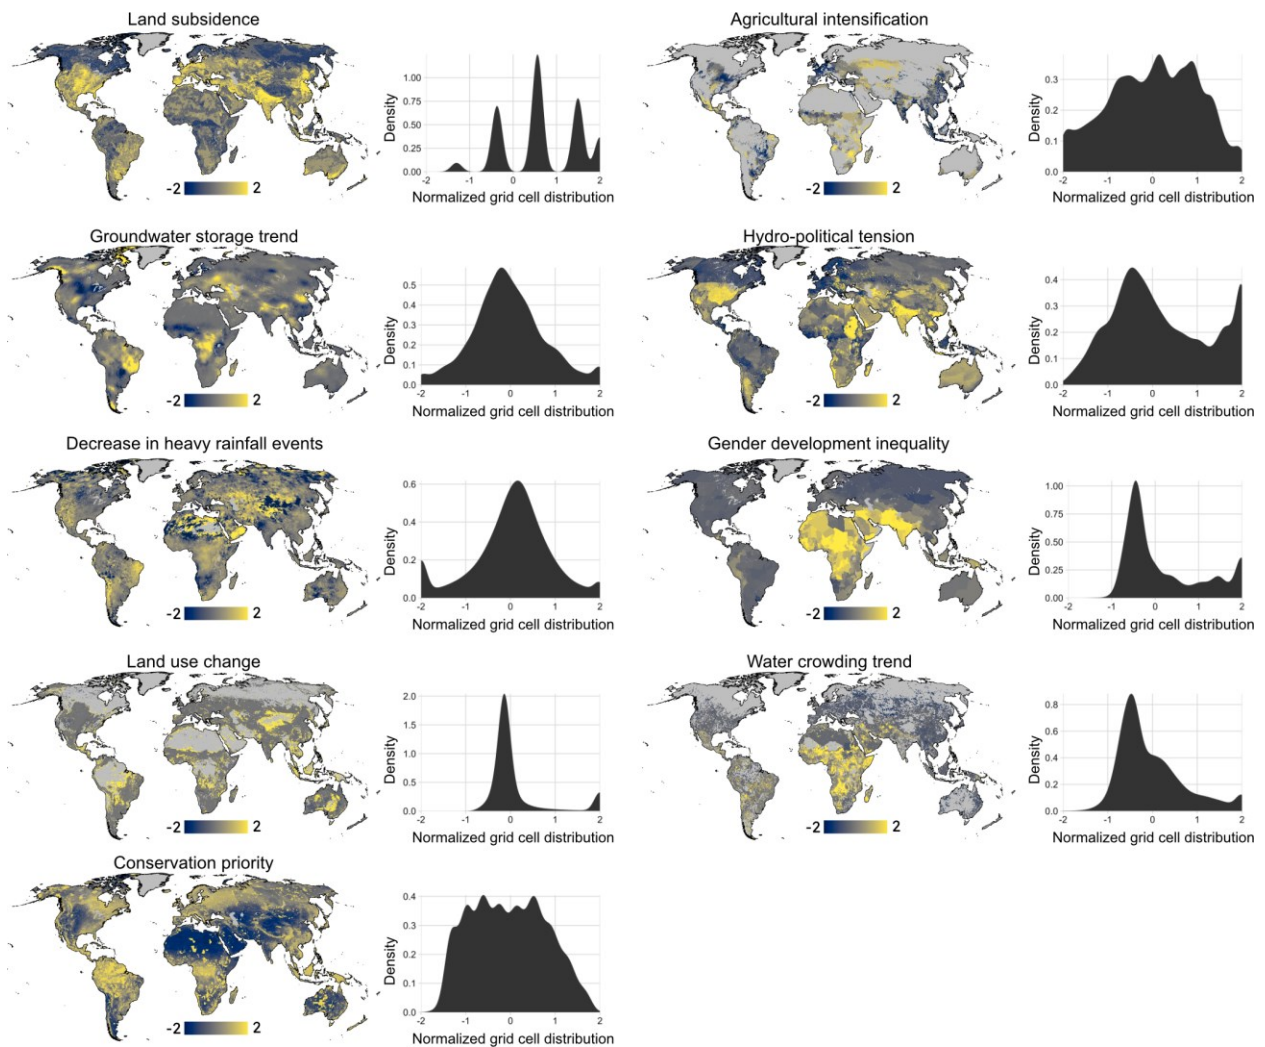 Land subsidence
Density
1.00
0.75
0.50
0.25
0.00
-2 -1 0 1 2
Normalized grid cell distribution
-2 2
Agricultural intensification
Density
0.3
0.2
0.1
0.0
-2 -1 0 1 2
Normalized grid cell distribution
-2 2
Groundwater storage trend
Density
0.5
0.4
0.3
0.2
0.1
0.0
-2 -1 0 1 2
Normalized grid cell distribution
-2 2
Hydro-political tension
Density
0.4
0.3
0.2
0.1
0.0
-2 -1 0 1 2
Normalized grid cell distribution
-2 2
Decrease in heavy rainfall events
Density
0.6
0.4
0.2
0.0
-2 -1 0 1 2
Normalized grid cell distribution
-2 2
Gender development inequality
Density
1.00
0.75
0.50
0.25
0.00
-2 -1 0 1 2
Normalized grid cell distribution
-2 2
Land use change
Density
2.0
1.5
1.0
0.5
0.0
-2 -1 0 1 2
Normalized grid cell distribution
-2 2
Water crowding trend
Density
0.8
0.6
0.4
0.2
0.0
-2 -1 0 1 2
Normalized grid cell distribution
-2 2
Conservation priority
Density
0.4
0.3
0.2
0.1
0.0
-2 -1 0 1 2
Normalized grid cell distribution
-2 2